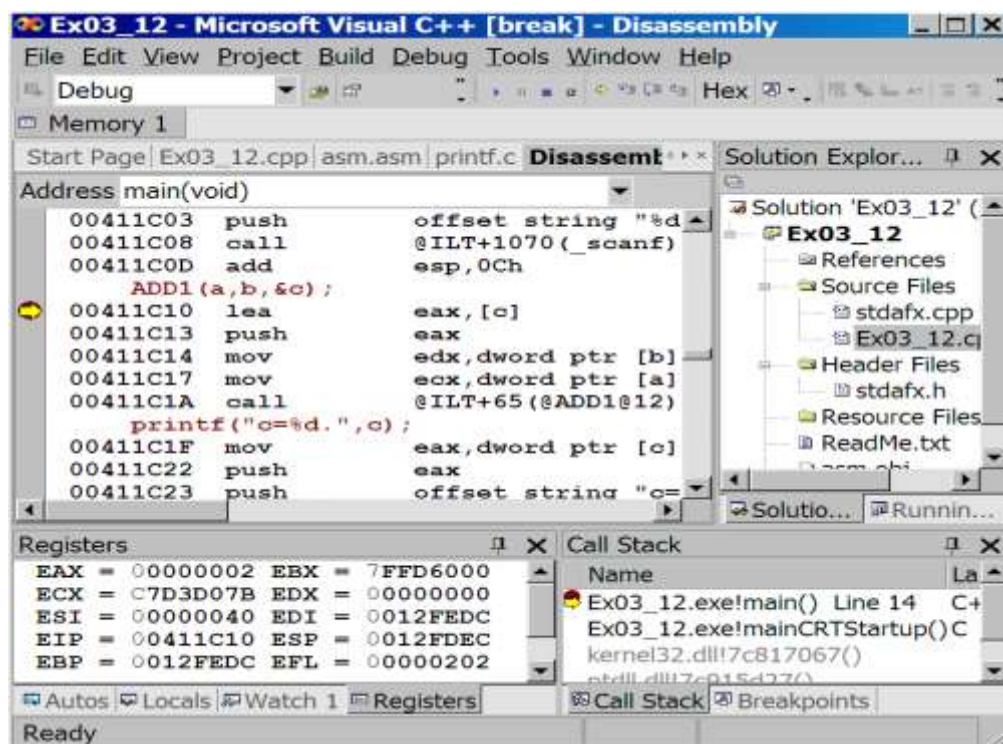 Ex03_12 - Microsoft Visual C++ [break] - Disassembly
File Edit View Project Build Debug Tools Window Help
Debug Hex
Memory 1
Start Page Ex03_12.cpp asm.asm printf.c Disassemt
Address main(void)
00411C03 push offset string "%d
00411C08 call @ILT+1070(_scanf)
00411C0D add esp,0Ch
ADD1(a,b,&c);
00411C10 lea eax,[c]
00411C13 push eax
00411C14 mov edx,dword ptr [b]
00411C17 mov ecx,dword ptr [a]
00411C1A call @ILT+65(@ADD1@12)
printf("c=%d.",c);
00411C1F mov eax,dword ptr [c]
00411C22 push eax
00411C23 push offset string "c=
Solution Explor...
Solution 'Ex03_12' (
Ex03_12
References
Source Files
stdafx.cpp
Ex03_12.c
Header Files
stdafx.h
Resource Files
ReadMe.txt
asm.obj
Solutio... Runnin...
Registers
EAX = 00000002 EBX = 7FFD6000
ECX = C7D3D07B EDX = 00000000
ESI = 00000040 EDI = 0012FEDC
EIP = 00411C10 ESP = 0012FDEC
EBP = 0012FEDC EFL = 00000202
Autos Locals Watch 1 Registers
Call Stack
Name La
Ex03_12.exe!main() Line 14 C+
Ex03_12.exe!mainCRTStartup() C
kernel32.dll!7c817067()
ntdll.dll!7c915d27()
Call Stack Breakpoints
Ready